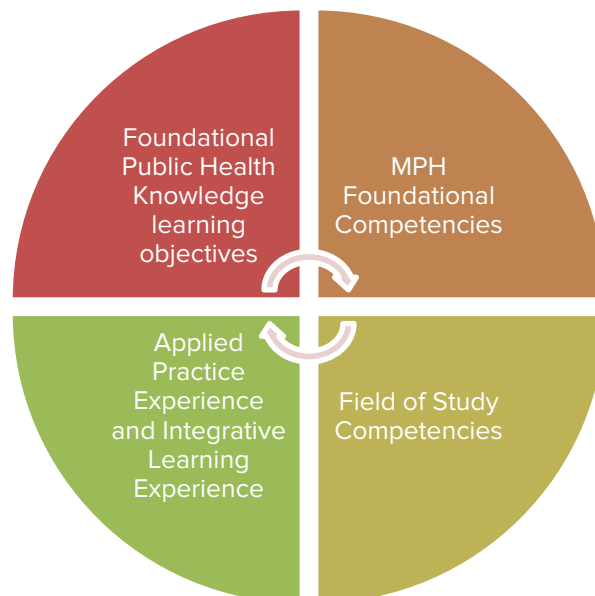 Foundational
Public Health
Knowledge
learning
objectives
MPH
Foundational
Competencies
Applied
Practice
Experience
and Integrative
Learning
Experience
Field of Study
Competencies